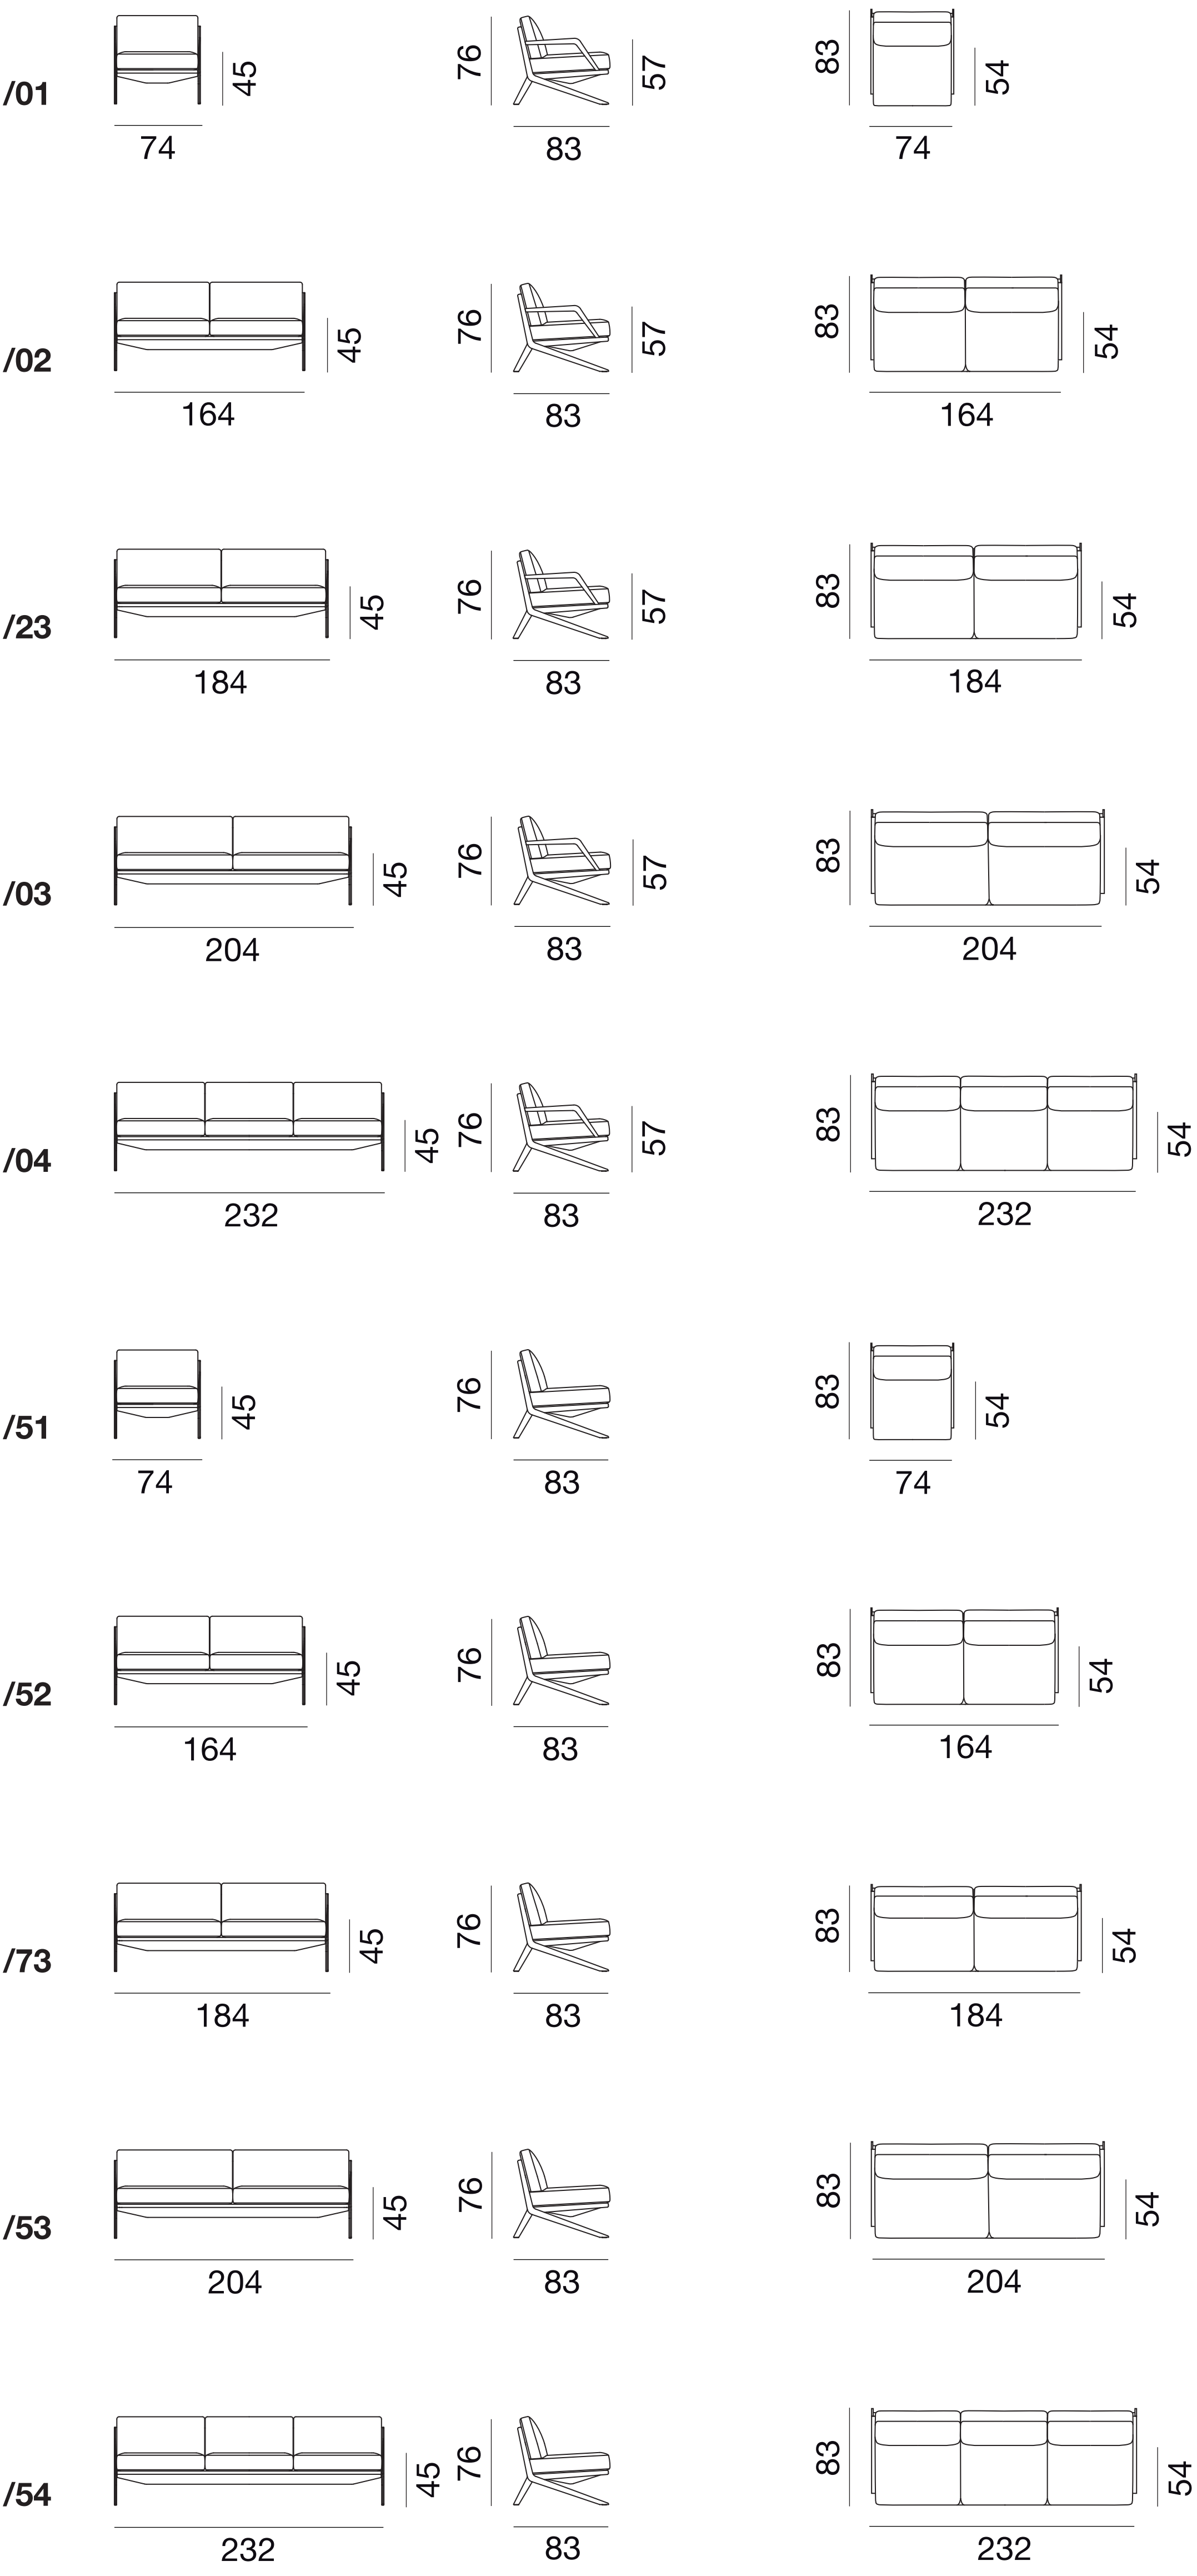 /01 45 74 76 57 83 83 54 74
/02 45 164 76 57 83 83 54 164
/23 45 184 76 57 83 83 54 184
/03 45 204 76 57 83 83 54 204
/04 45 232 76 57 83 83 54 232
/51 45 74 76 83 83 54 74
/52 45 164 76 83 83 54 164
/73 45 184 76 83 83 54 184
/53 45 204 76 83 83 54 204
/54 45 232 76 83 83 54 232